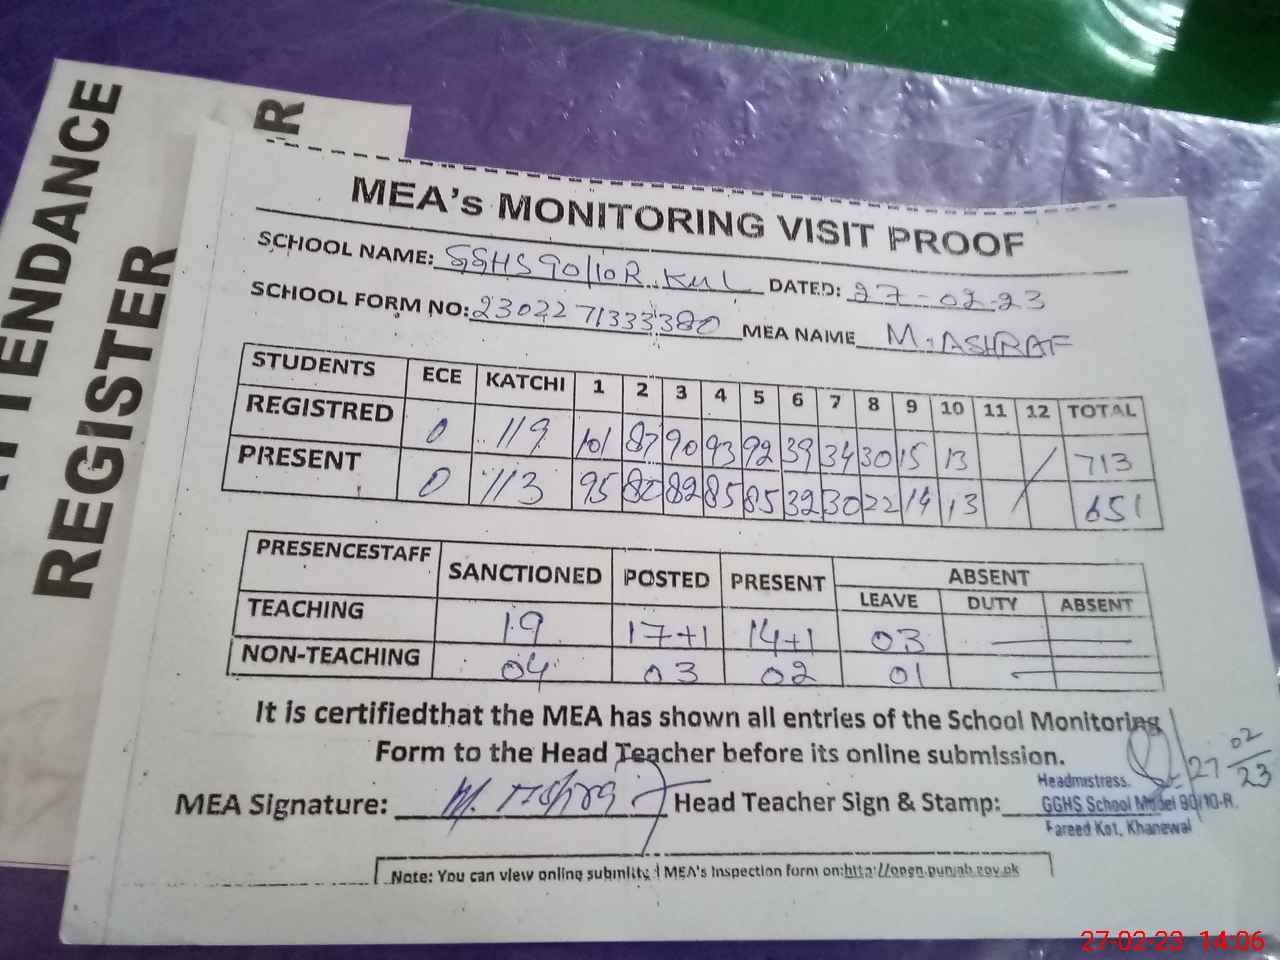 ATTENDANCE
REGISTER
R
MEA's MONITORING VISIT PROOF
SCHOOL NAME: GGHS 90/10R. KWL DATED: 27-02-23
SCHOOL FORM NO: 2302271333380 MEA NAME M. ASHRAF
STUDENTS ECE KATCHI 1 2 3 4 5 6 7 8 9 10 11 12 TOTAL
REGISTRED 0 119 101 87 90 93 92 39 34 30 15 13 / 713
PRESENT 0 113 95 80 82 85 85 32 30 22 14 13 / 651
PRESENCESTAFF SANCTIONED POSTED PRESENT ABSENT
LEAVE DUTY ABSENT
TEACHING 19 17+1 14+1 03 — —
NON-TEACHING 04 03 02 01 — —
It is certifiedthat the MEA has shown all entries of the School Monitoring
Form to the Head Teacher before its online submission.
27 02/23
MEA Signature: M. Ashraf Head Teacher Sign & Stamp:
Headmistress.
GGHS School Model 90/10-R.
Fareed Kot, Khanewal
Note: You can view online submitted MEA's Inspection form on:http://open.punjab.gov.pk
27-02-23 14:06